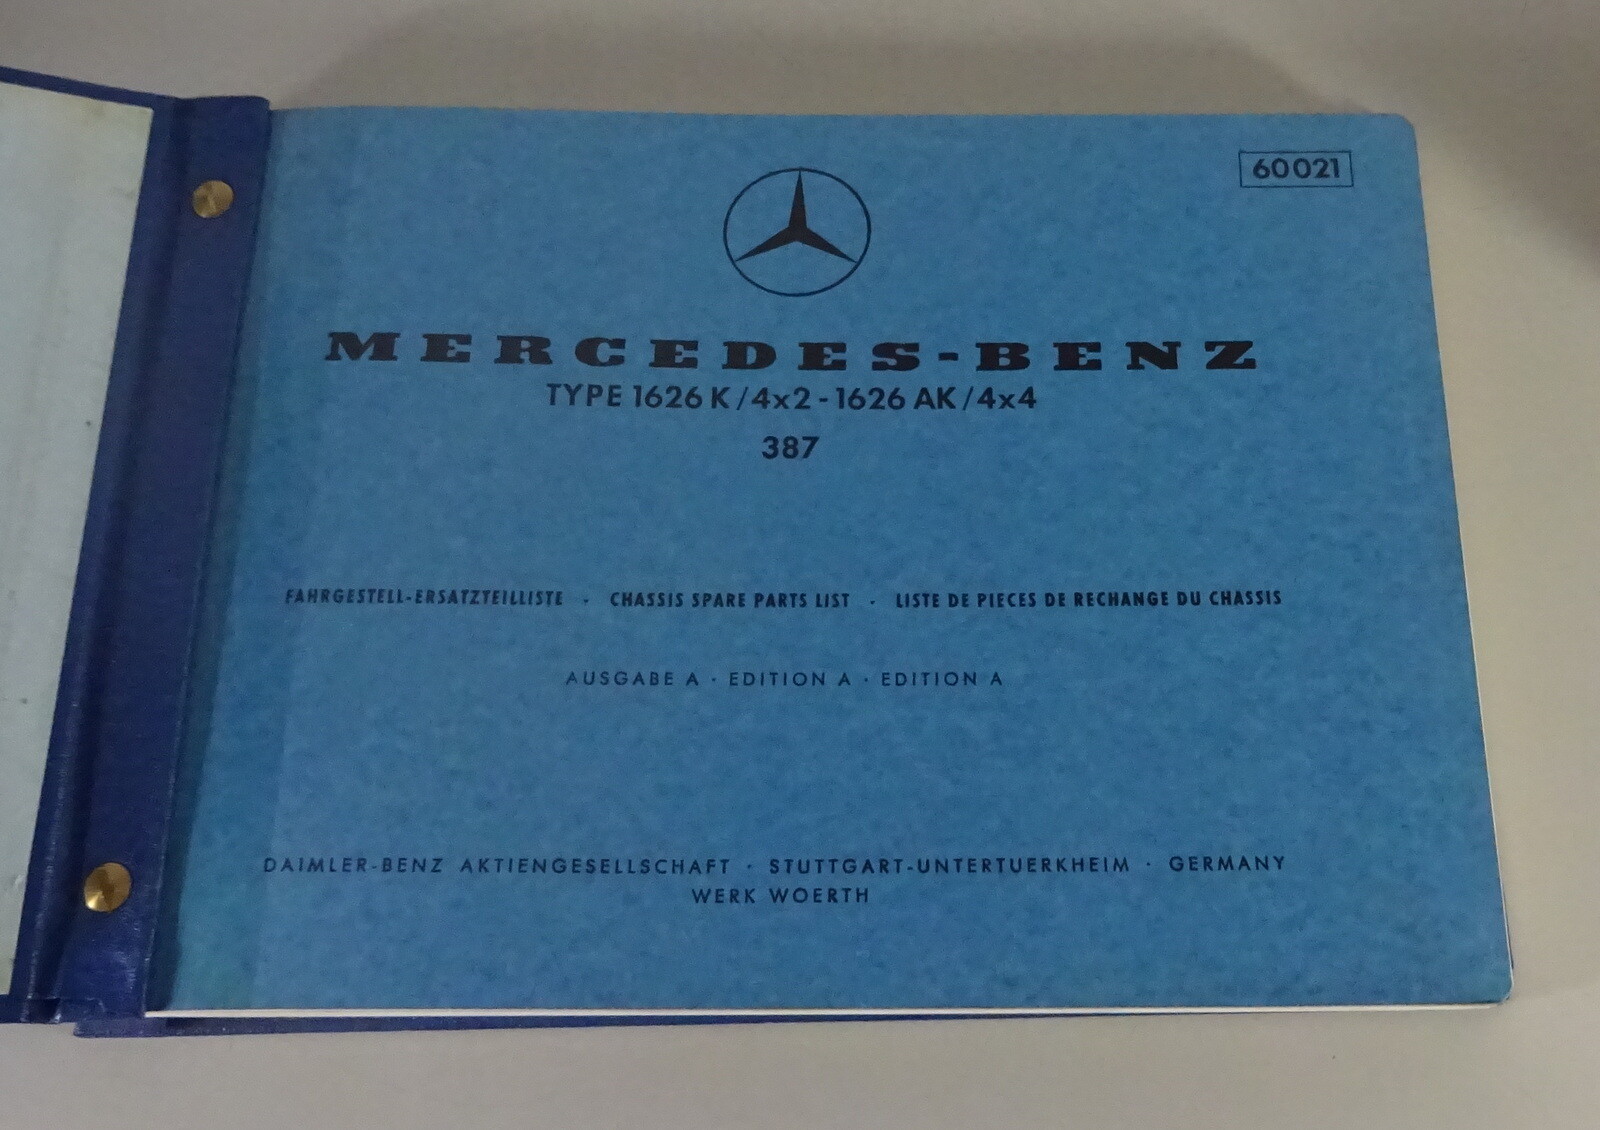 60021
MERCEDES-BENZ
TYPE 1626 K/4x2 - 1626 AK/4x4
387
FAHRGESTELL-ERSATZTEILLISTE · CHASSIS SPARE PARTS LIST · LISTE DE PIECES DE RECHANGE DU CHASSIS
AUSGABE A · EDITION A · EDITION A
DAIMLER-BENZ AKTIENGESELLSCHAFT · STUTTGART-UNTERTUERKHEIM · GERMANY
WERK WOERTH